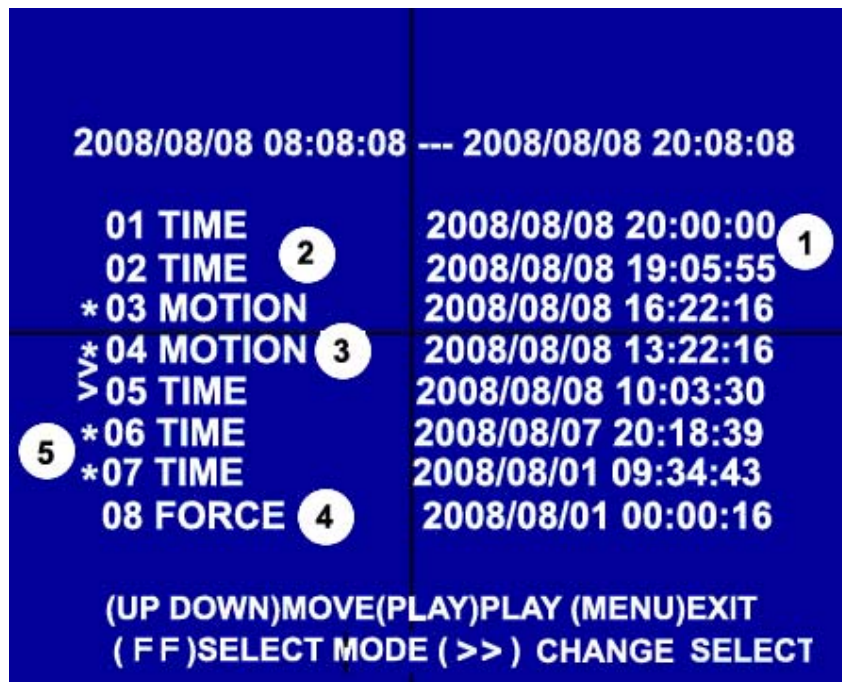 2008/08/08 08:08:08 --- 2008/08/08 20:08:08
01 TIME 2008/08/08 20:00:00 1
02 TIME 2 2008/08/08 19:05:55
*03 MOTION 2008/08/08 16:22:16
*04 MOTION 3 2008/08/08 13:22:16
>>05 TIME 2008/08/08 10:03:30
5 *06 TIME 2008/08/07 20:18:39
*07 TIME 2008/08/01 09:34:43
08 FORCE 4 2008/08/01 00:00:16
(UP DOWN)MOVE(PLAY)PLAY (MENU)EXIT
(FF)SELECT MODE (>>) CHANGE SELECT